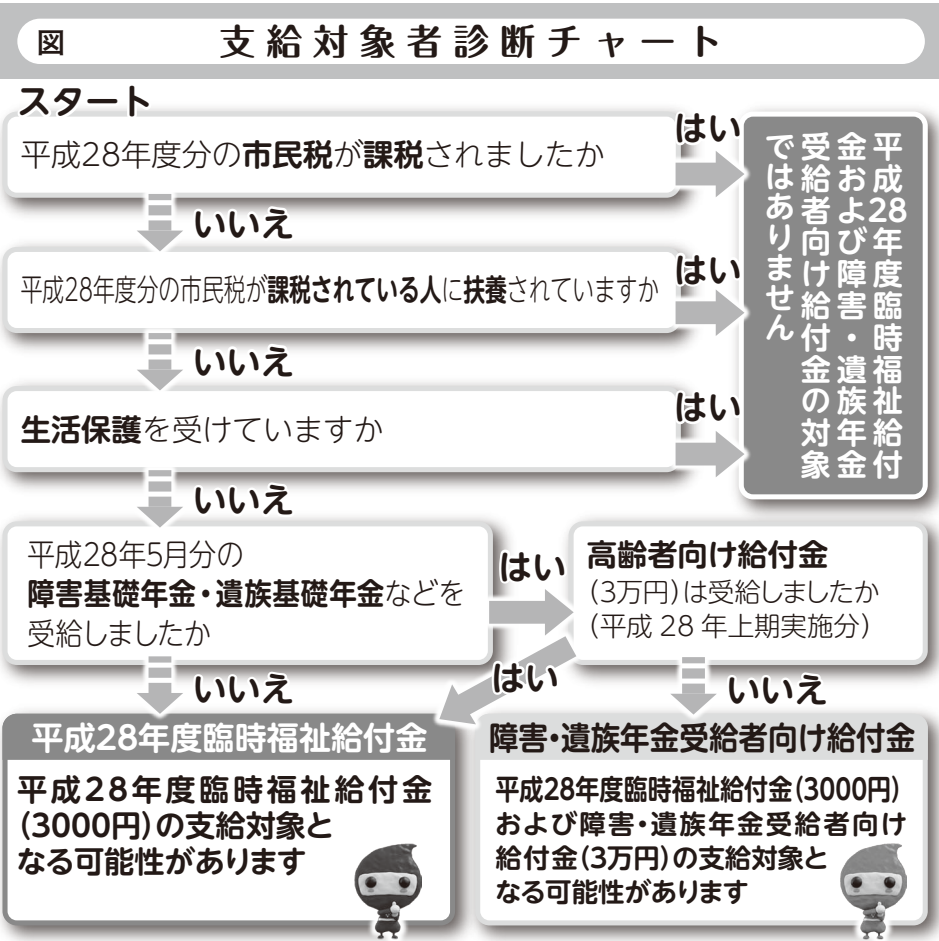 図
支給対象者診断チャート
スタート
平成28年度分の市民税が課税されましたか
はい
いいえ
平成28年度分の市民税が課税されている人に扶養されていますか
はい
いいえ
生活保護を受けていますか
はい
いいえ
平成28年度臨時福祉給付
金および障害・遺族年金
受給者向け給付金の対象
ではありません
平成28年5月分の
障害基礎年金・遺族基礎年金などを
受給しましたか
はい
いいえ
高齢者向け給付金
(3万円)は受給しましたか
(平成28年上期実施分)
はい
いいえ
平成28年度臨時福祉給付金
平成28年度臨時福祉給付金
(3000円)の支給対象と
なる可能性があります
障害・遺族年金受給者向け給付金
平成28年度臨時福祉給付金(3000円)
および障害・遺族年金受給者向け
給付金(3万円)の支給対象と
なる可能性があります